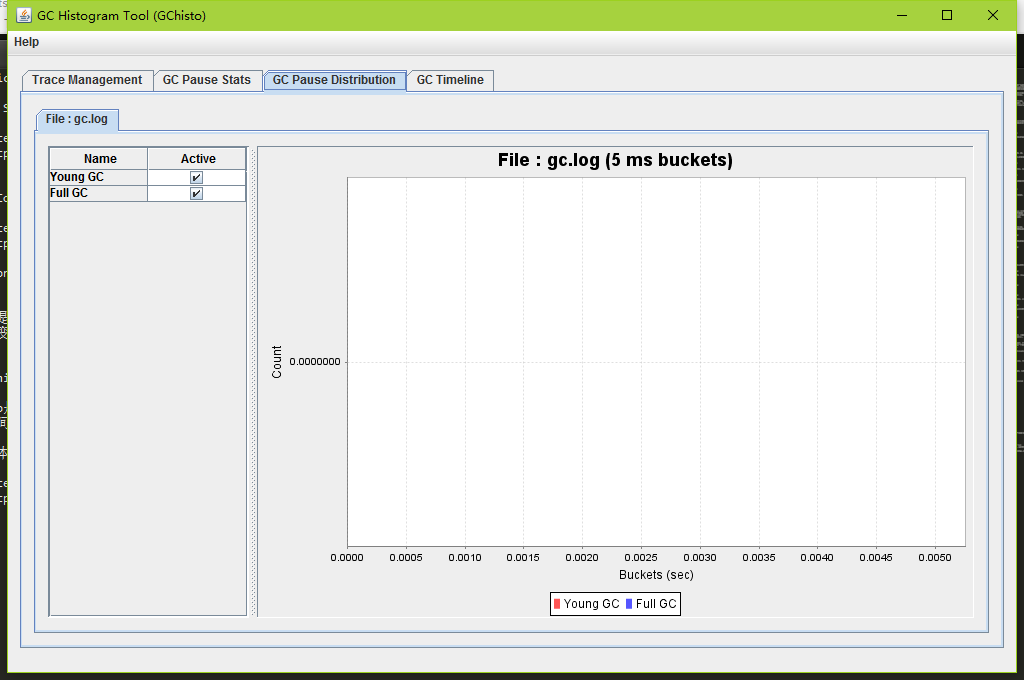 GC Histogram Tool (GChisto)
Help
Trace Management GC Pause Stats GC Pause Distribution GC Timeline
File : gc.log
Name Active
Young GC
Full GC
File : gc.log (5 ms buckets)
Count
0.0000000
0.0000 0.0005 0.0010 0.0015 0.0020 0.0025 0.0030 0.0035 0.0040 0.0045 0.0050
Buckets (sec)
Young GC Full GC